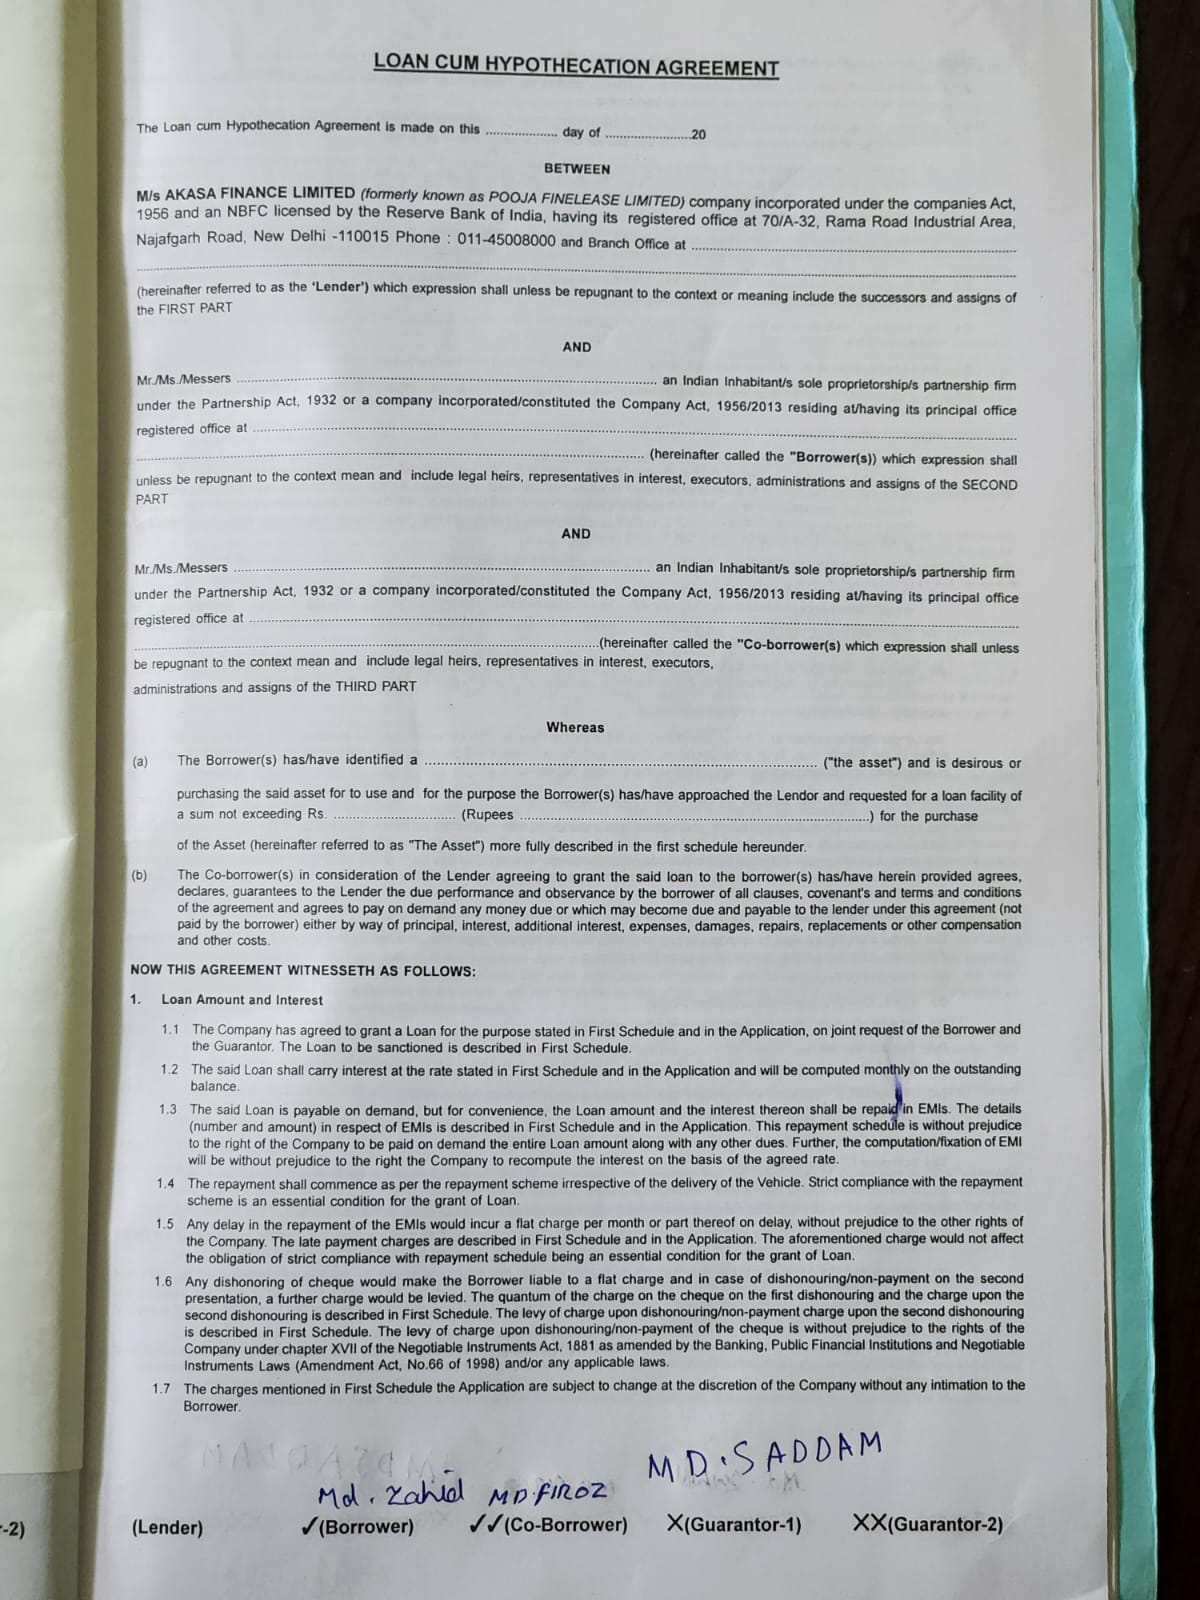 LOAN CUM HYPOTHECATION AGREEMENT
The Loan cum Hypothecation Agreement is made on this .................... day of ........................20
BETWEEN
M/s AKASA FINANCE LIMITED (formerly known as POOJA FINELEASE LIMITED) company incorporated under the companies Act,
1956 and an NBFC licensed by the Reserve Bank of India, having its registered office at 70/A-32, Rama Road Industrial Area,
Najafgarh Road, New Delhi -110015 Phone : 011-45008000 and Branch Office at ....................
....................
(hereinafter referred to as the 'Lender') which expression shall unless be repugnant to the context or meaning include the successors and assigns of
the FIRST PART
AND
Mr./Ms./Messers .................... an Indian Inhabitant/s sole proprietorship/s partnership firm
under the Partnership Act, 1932 or a company incorporated/constituted the Company Act, 1956/2013 residing at/having its principal office
registered office at ....................
.................... (hereinafter called the "Borrower(s)) which expression shall
unless be repugnant to the context mean and include legal heirs, representatives in interest, executors, administrations and assigns of the SECOND
PART
AND
Mr./Ms./Messers .................... an Indian Inhabitant/s sole proprietorship/s partnership firm
under the Partnership Act, 1932 or a company incorporated/constituted the Company Act, 1956/2013 residing at/having its principal office
registered office at ....................
....................(hereinafter called the "Co-borrower(s) which expression shall unless
be repugnant to the context mean and include legal heirs, representatives in interest, executors,
administrations and assigns of the THIRD PART
Whereas
(a) The Borrower(s) has/have identified a .................... ("the asset") and is desirous or
purchasing the said asset for to use and for the purpose the Borrower(s) has/have approached the Lendor and requested for a loan facility of
a sum not exceeding Rs. .................... (Rupees ....................) for the purchase
of the Asset (hereinafter referred to as "The Asset") more fully described in the first schedule hereunder.
(b) The Co-borrower(s) in consideration of the Lender agreeing to grant the said loan to the borrower(s) has/have herein provided agrees,
declares, guarantees to the Lender the due performance and observance by the borrower of all clauses, covenant's and terms and conditions
of the agreement and agrees to pay on demand any money due or which may become due and payable to the lender under this agreement (not
paid by the borrower) either by way of principal, interest, additional interest, expenses, damages, repairs, replacements or other compensation
and other costs.
NOW THIS AGREEMENT WITNESSETH AS FOLLOWS:
1. Loan Amount and Interest
1.1 The Company has agreed to grant a Loan for the purpose stated in First Schedule and in the Application, on joint request of the Borrower and
the Guarantor. The Loan to be sanctioned is described in First Schedule.
1.2 The said Loan shall carry interest at the rate stated in First Schedule and in the Application and will be computed monthly on the outstanding
balance.
1.3 The said Loan is payable on demand, but for convenience, the Loan amount and the interest thereon shall be repaid in EMIs. The details
(number and amount) in respect of EMIs is described in First Schedule and in the Application. This repayment schedule is without prejudice
to the right of the Company to be paid on demand the entire Loan amount along with any other dues. Further, the computation/fixation of EMI
will be without prejudice to the right the Company to recompute the interest on the basis of the agreed rate.
1.4 The repayment shall commence as per the repayment scheme irrespective of the delivery of the Vehicle. Strict compliance with the repayment
scheme is an essential condition for the grant of Loan.
1.5 Any delay in the repayment of the EMIs would incur a flat charge per month or part thereof on delay, without prejudice to the other rights of
the Company. The late payment charges are described in First Schedule and in the Application. The aforementioned charge would not affect
the obligation of strict compliance with repayment schedule being an essential condition for the grant of Loan.
1.6 Any dishonoring of cheque would make the Borrower liable to a flat charge and in case of dishonouring/non-payment on the second
presentation, a further charge would be levied. The quantum of the charge on the cheque on the first dishonouring and the charge upon the
second dishonouring is described in First Schedule. The levy of charge upon dishonouring/non-payment charge upon the second dishonouring
is described in First Schedule. The levy of charge upon dishonouring/non-payment of the cheque is without prejudice to the rights of the
Company under chapter XVII of the Negotiable Instruments Act, 1881 as amended by the Banking, Public Financial Institutions and Negotiable
Instruments Laws (Amendment Act, No.66 of 1998) and/or any applicable laws.
1.7 The charges mentioned in First Schedule the Application are subject to change at the discretion of the Company without any intimation to the
Borrower.
Md. Zahid MD.FIROZ MD.SADDAM
-2) (Lender) ✓(Borrower) ✓✓(Co-Borrower) X(Guarantor-1) XX(Guarantor-2)